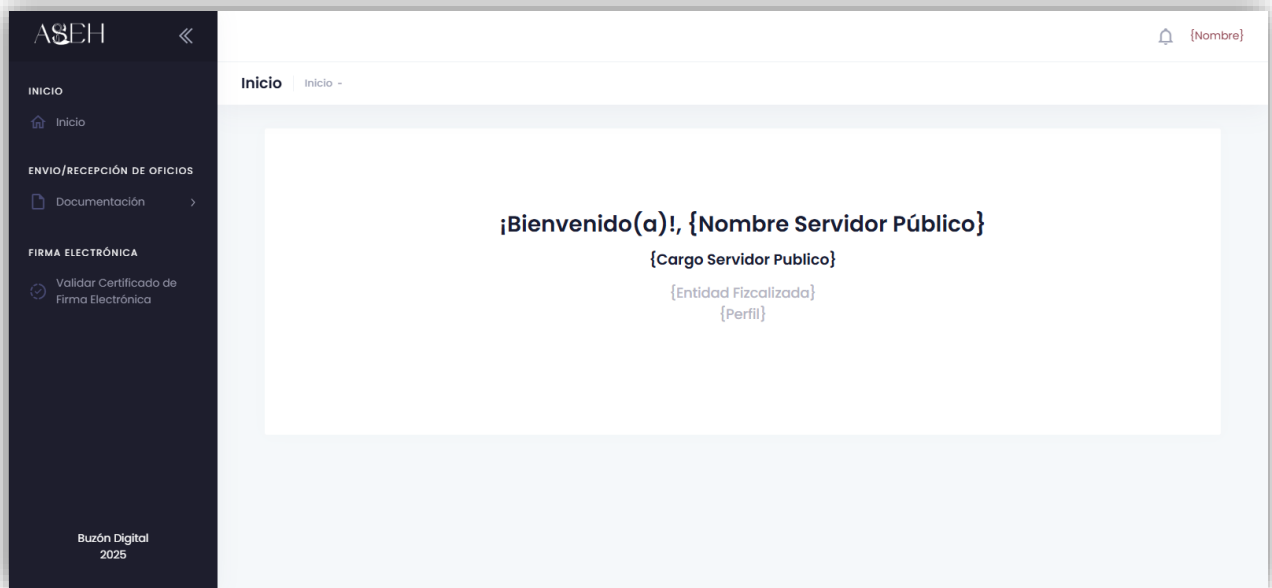 ASEH
{Nombre}
Inicio
Inicio -
INICIO
Inicio
ENVIO/RECEPCIÓN DE OFICIOS
Documentación
FIRMA ELECTRÓNICA
Validar Certificado de
Firma Electrónica
¡Bienvenido(a)!, {Nombre Servidor Público}
{Cargo Servidor Publico}
{Entidad Fizcalizada}
{Perfil}
Buzón Digital
2025